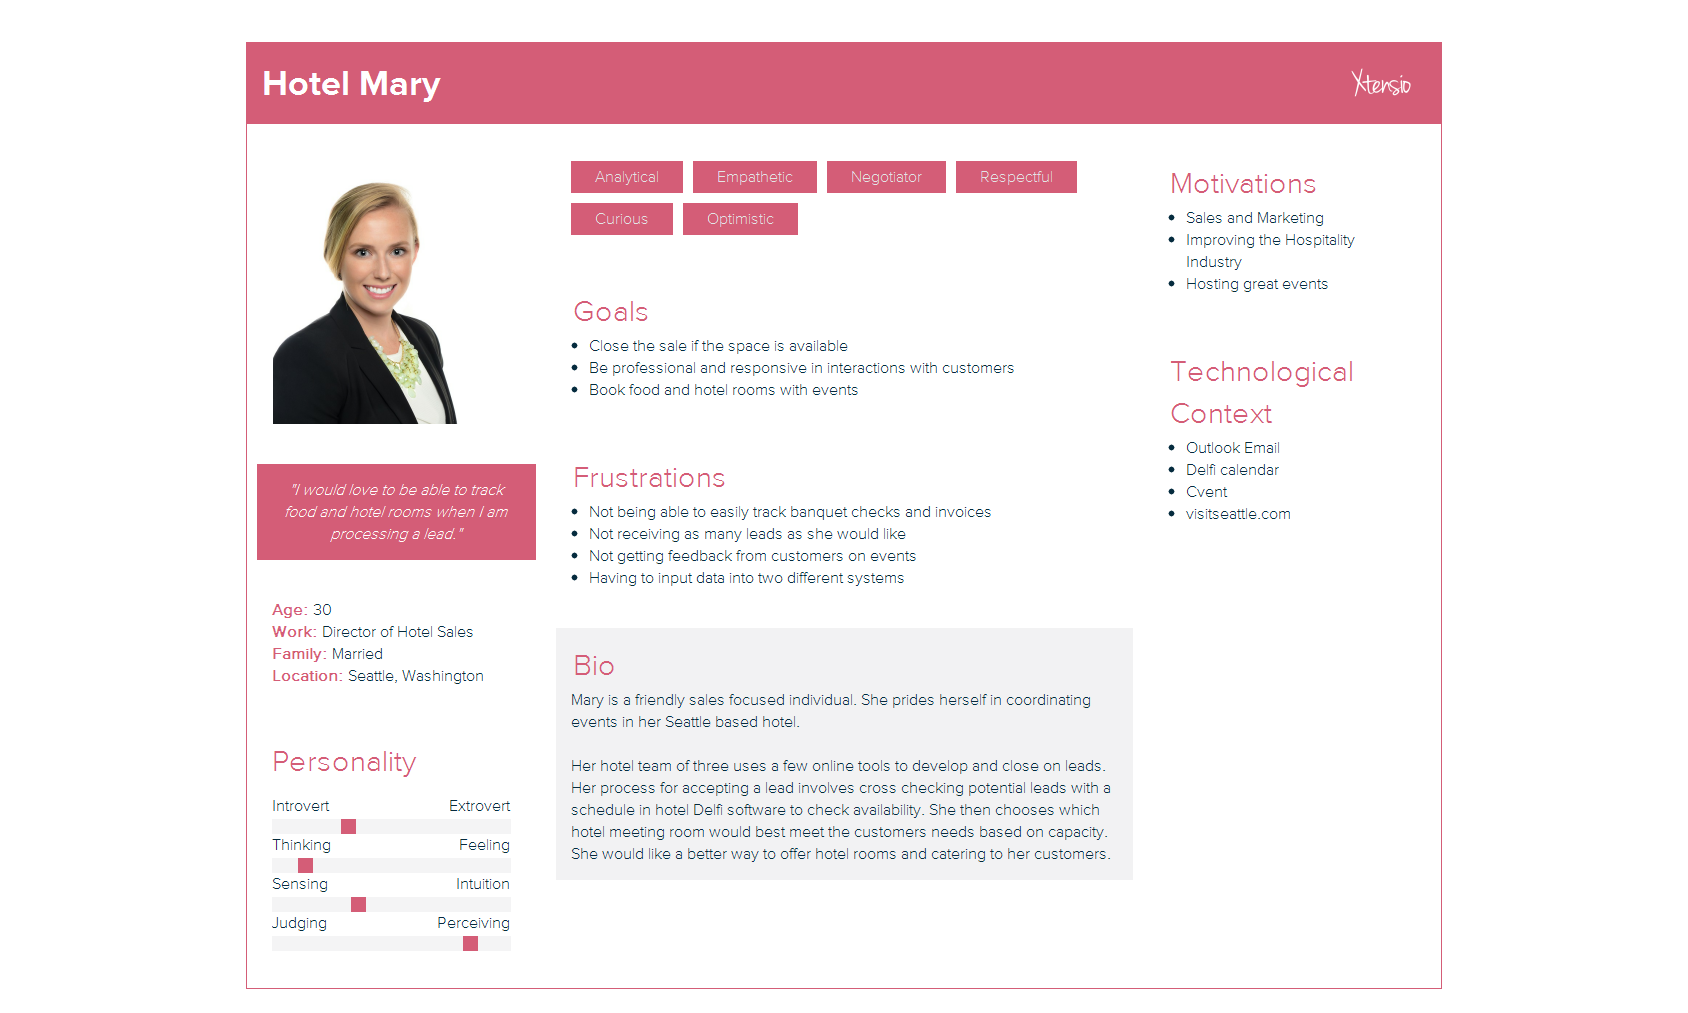 Hotel Mary
Xtensio
"I would love to be able to track
food and hotel rooms when I am
processing a lead."
Age: 30
Work: Director of Hotel Sales
Family: Married
Location: Seattle, Washington
Personality
Introvert Extrovert
Thinking Feeling
Sensing Intuition
Judging Perceiving
Analytical Empathetic Negotiator Respectful
Curious Optimistic
Goals
• Close the sale if the space is available
• Be professional and responsive in interactions with customers
• Book food and hotel rooms with events
Frustrations
• Not being able to easily track banquet checks and invoices
• Not receiving as many leads as she would like
• Not getting feedback from customers on events
• Having to input data into two different systems
Bio
Mary is a friendly sales focused individual. She prides herself in coordinating
events in her Seattle based hotel.
Her hotel team of three uses a few online tools to develop and close on leads.
Her process for accepting a lead involves cross checking potential leads with a
schedule in hotel Delfi software to check availability. She then chooses which
hotel meeting room would best meet the customers needs based on capacity.
She would like a better way to offer hotel rooms and catering to her customers.
Motivations
• Sales and Marketing
• Improving the Hospitality
Industry
• Hosting great events
Technological
Context
• Outlook Email
• Delfi calendar
• Cvent
• visitseattle.com